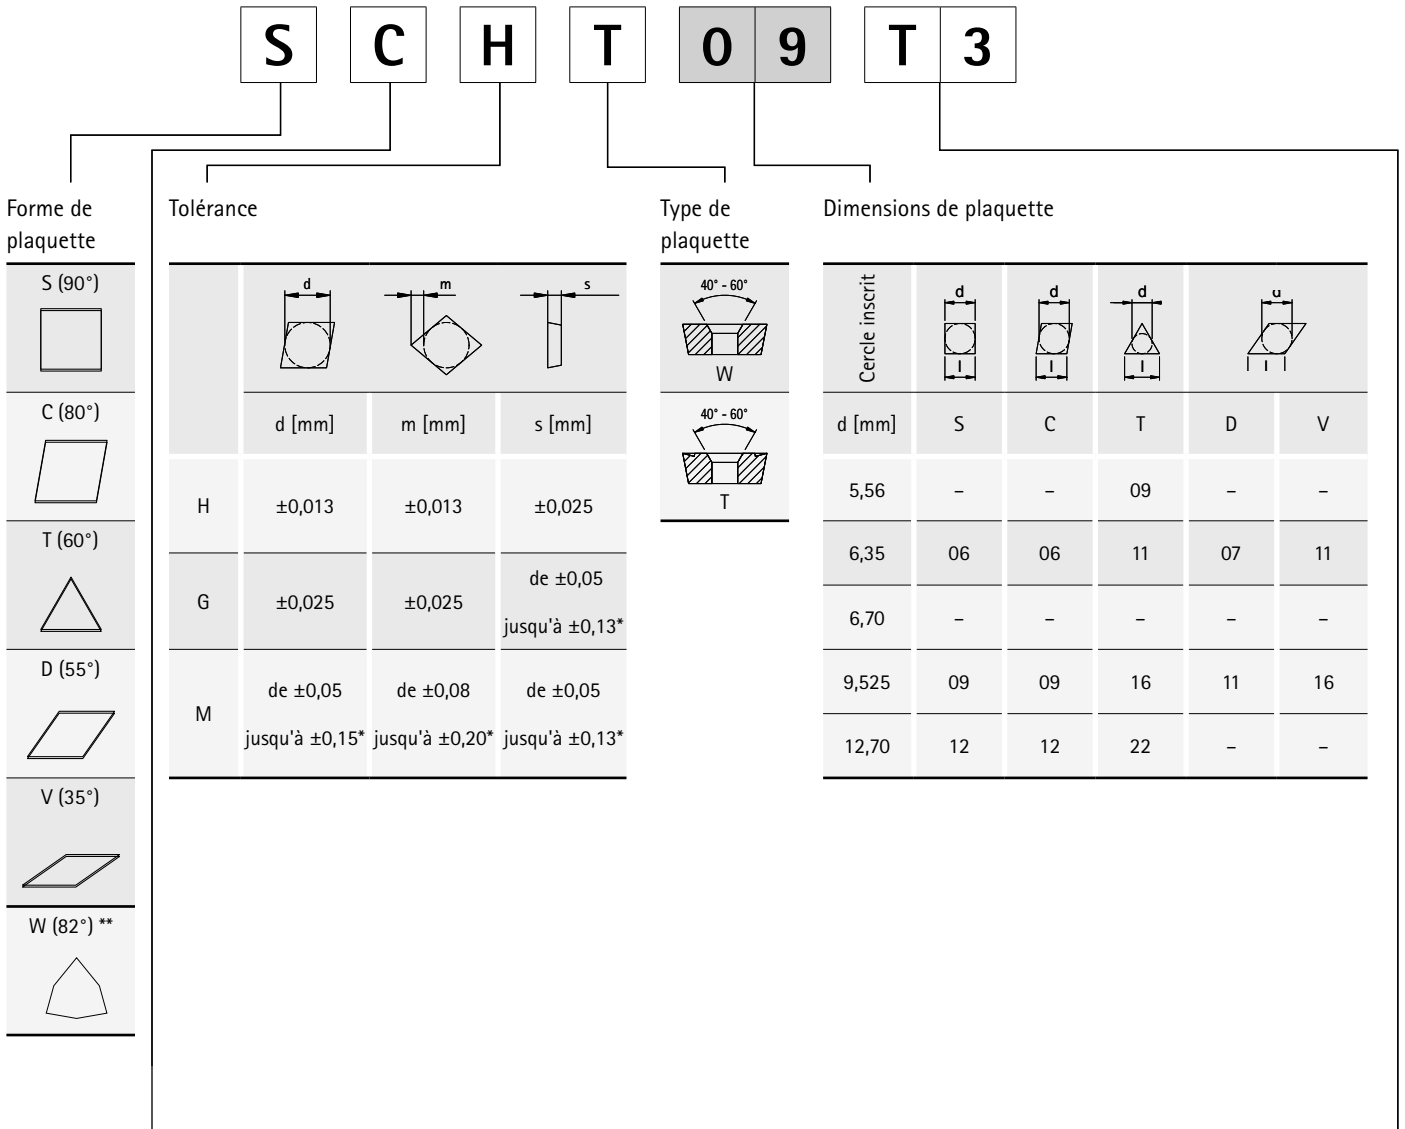 S C H T 0 9 T 3
Forme de
plaquette
S (90°)
C (80°)
T (60°)
D (55°)
V (35°)
W (82°) **
Tolérance
d m s
d [mm] m [mm] s [mm]
H ±0,013 ±0,013 ±0,025
G ±0,025 ±0,025 de ±0,05
jusqu'à ±0,13*
M de ±0,05 de ±0,08 de ±0,05
jusqu'à ±0,15* jusqu'à ±0,20* jusqu'à ±0,13*
Type de
plaquette
40° - 60°
W
40° - 60°
T
Dimensions de plaquette
Cercle inscrit
d d d d
l l l l
d [mm] S C T D V
5,56 – – 09 – –
6,35 06 06 11 07 11
6,70 – – – – –
9,525 09 09 16 11 16
12,70 12 12 22 – –